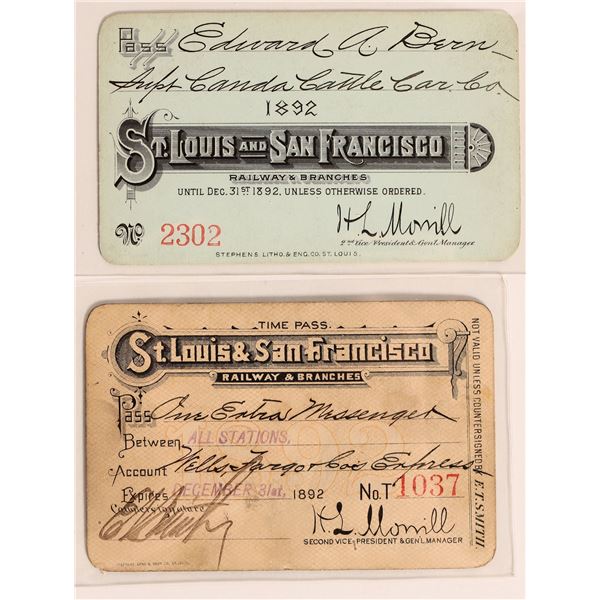 Pass Edward A. Bern
Supt Canda Cattle Car Co
1892
St. Louis and San Francisco
RAILWAY & BRANCHES
UNTIL DEC. 31ST 1892, UNLESS OTHERWISE ORDERED.
No 2302
H L Morrill
2nd Vice President & Gen'l Manager
STEPHENS LITHO. & ENG. CO. ST. LOUIS.
TIME PASS.
St. Louis & San Francisco
RAILWAY & BRANCHES
Pass One Extra Messenger
Between ALL STATIONS,
Account Wells, Fargo & Co's Express
Expires DECEMBER 31st, 1892 No. T 1037
Countersignature
H. L. Morrill
SECOND VICE PRESIDENT & GEN'L MANAGER
NOT VALID UNLESS COUNTERSIGNED BY E.T. SMITH.